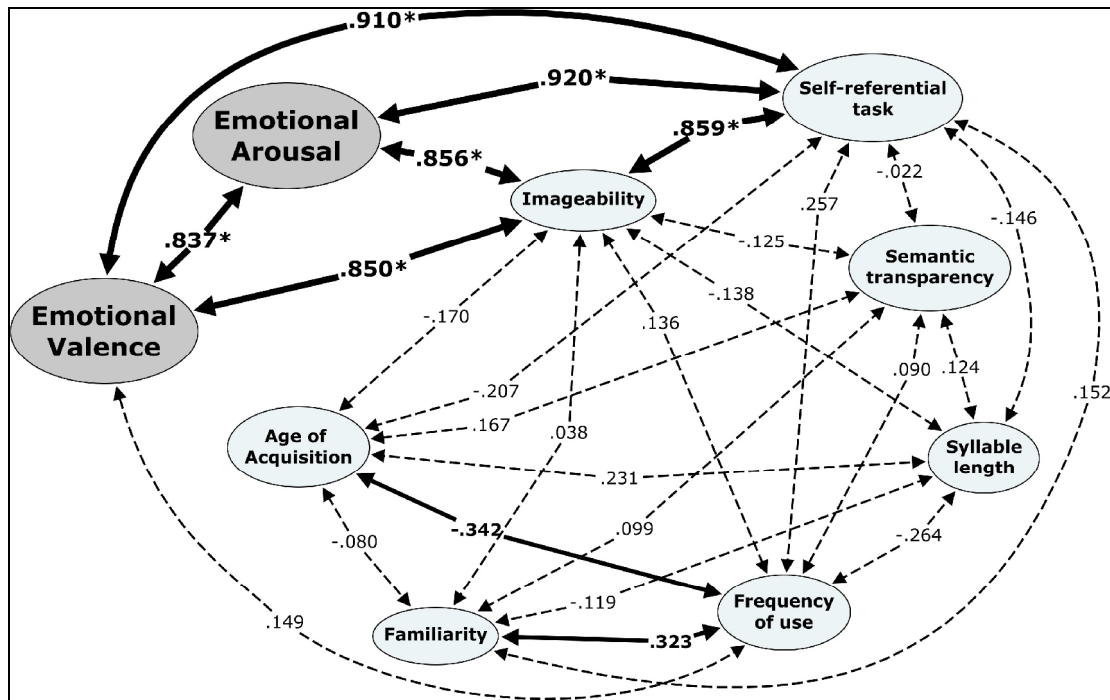 .910*
.920*
Self-referential
task
Emotional
Arousal
.859*
.856*
-.022
Imageability
.257
-.146
.837*
-.125
Semantic
transparency
.850*
-.138
Emotional
Valence
-.170
.136
.090
.124
-.207
.152
.167
.038
Age of
Acquisition
Syllable
length
.231
-.342
.099
-.264
-.080
-.119
Frequency
of use
.149
Familiarity
.323